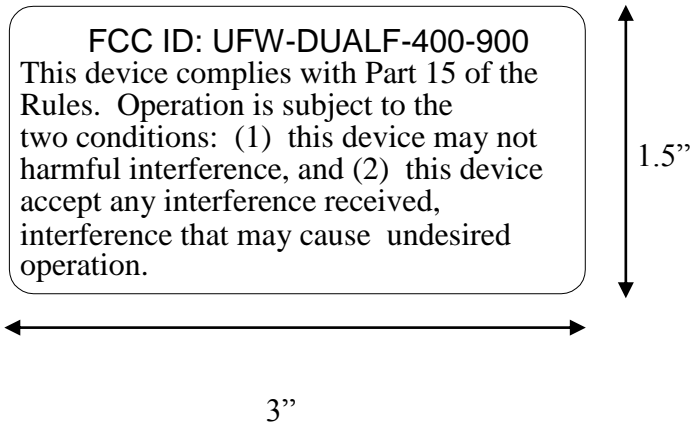 FCC ID: UFW-DUALF-400-900
This device complies with Part 15 of the
Rules.  Operation is subject to the
two conditions:  (1)  this device may not
harmful interference, and (2)  this device
accept any interference received,
interference that may cause  undesired
operation.
1.5”
3”